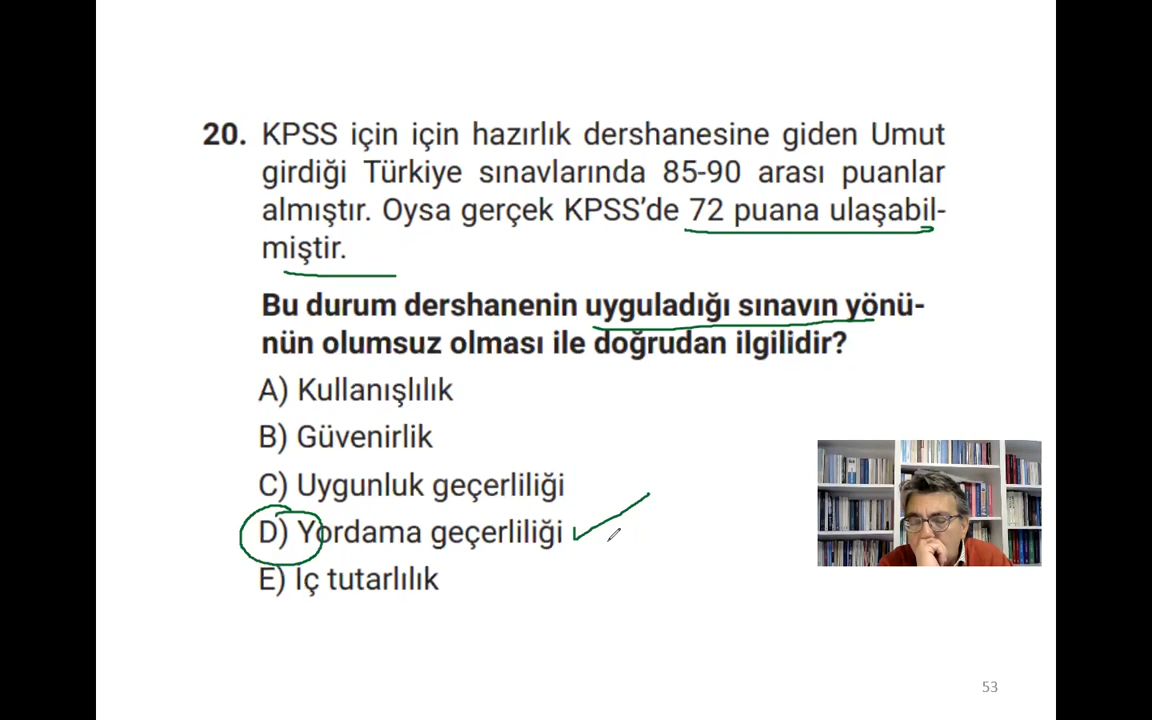 20. KPSS için için hazırlık dershanesine giden Umut
girdiği Türkiye sınavlarında 85-90 arası puanlar
almıştır. Oysa gerçek KPSS’de 72 puana ulaşabil-
miştir.
Bu durum dershanenin uyguladığı sınavın yönü-
nün olumsuz olması ile doğrudan ilgilidir?
A) Kullanışlılık
B) Güvenirlik
C) Uygunluk geçerliliği
D) Yordama geçerliliği
E) İç tutarlılık
53